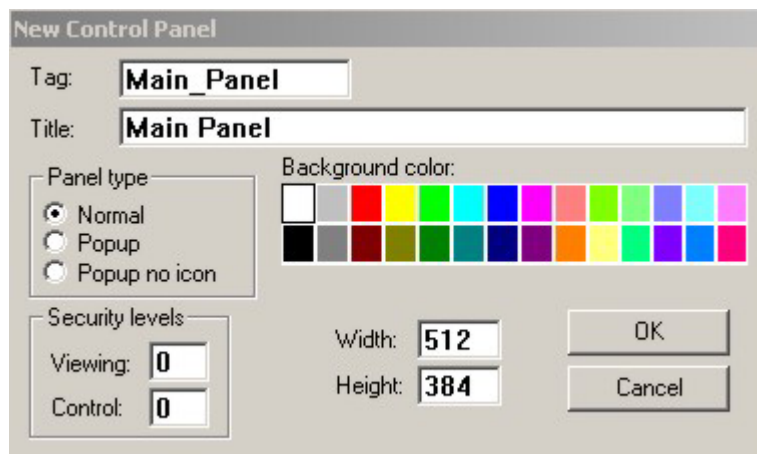 New Control Panel
Tag: Main_Panel
Title: Main Panel
Panel type
Normal
Popup
Popup no icon
Background color:
Security levels
Viewing: 0
Control: 0
Width: 512
Height: 384
OK
Cancel